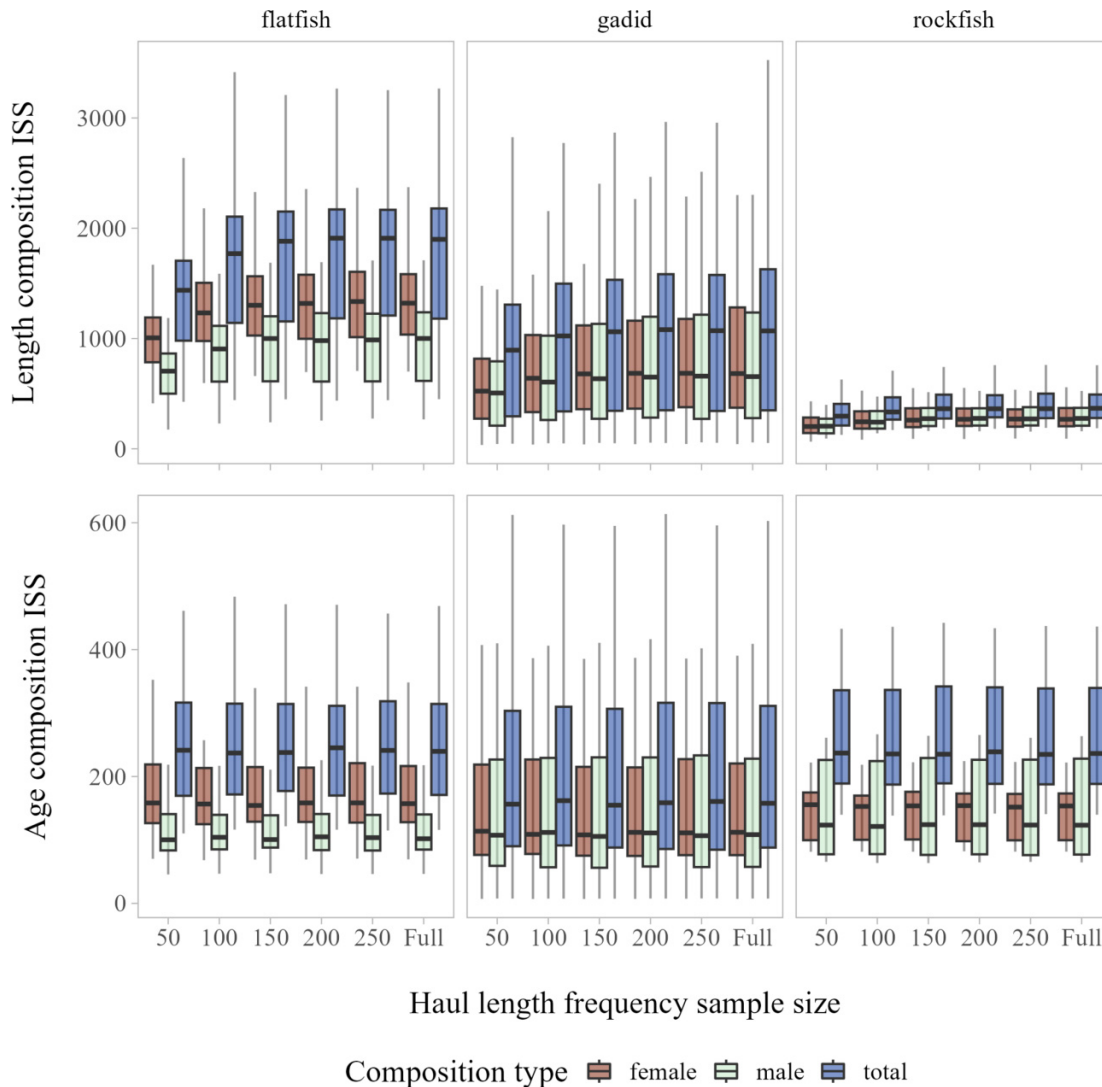 flatfish gadid rockfish
Length composition ISS
3000
2000
1000
0
Age composition ISS
600
400
200
0
50 100 150 200 250 Full 50 100 150 200 250 Full 50 100 150 200 250 Full
Haul length frequency sample size
Composition type female male total